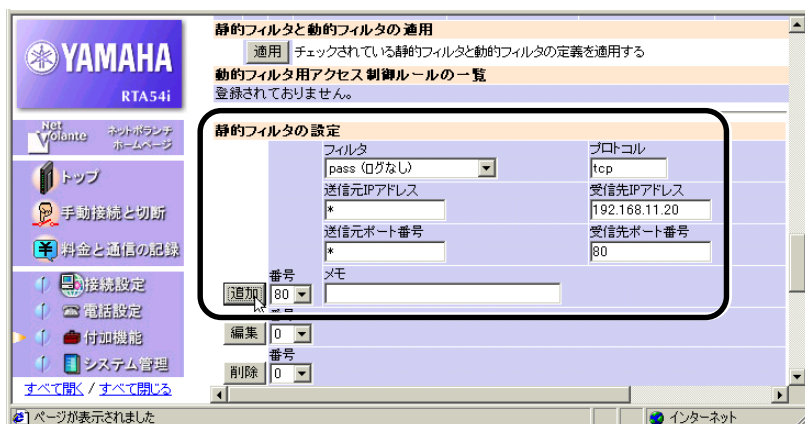 YAMAHA
RTA54i
Net Volante ネットボランチ ホームページ
トップ
手動接続と切断
料金と通信の記録
接続設定
電話設定
付加機能
システム管理
すべて開く / すべて閉じる
静的フィルタと動的フィルタの適用
適用 チェックされている静的フィルタと動的フィルタの定義を適用する
動的フィルタ用アクセス制御ルールの一覧
登録されておりません。
静的フィルタの設定
フィルタ プロトコル
pass (ログなし) tcp
送信元IPアドレス 受信先IPアドレス
* 192.168.11.20
送信元ポート番号 受信先ポート番号
* 80
番号 メモ
追加 80
番号
編集 0
番号
削除 0
ページが表示されました インターネット